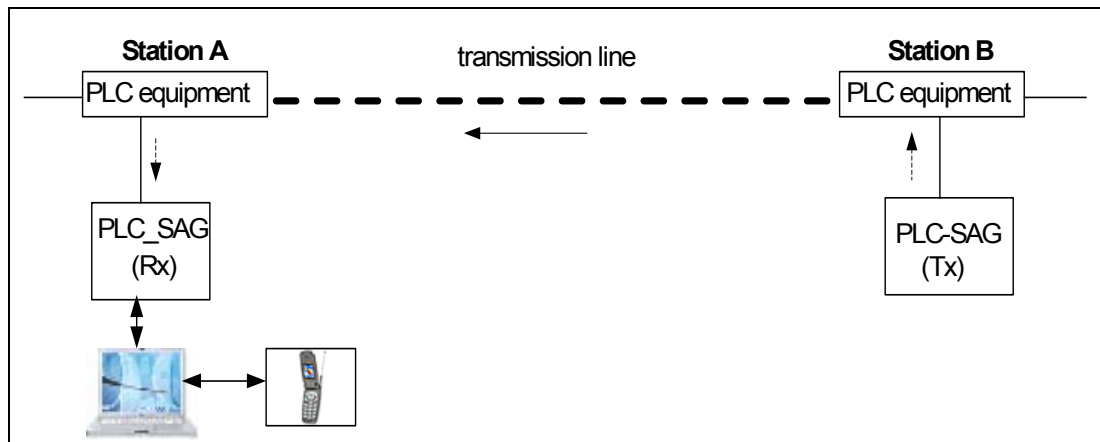 Station A
transmission line
Station B
PLC equipment
PLC equipment
PLC_SAG
(Rx)
PLC-SAG
(Tx)